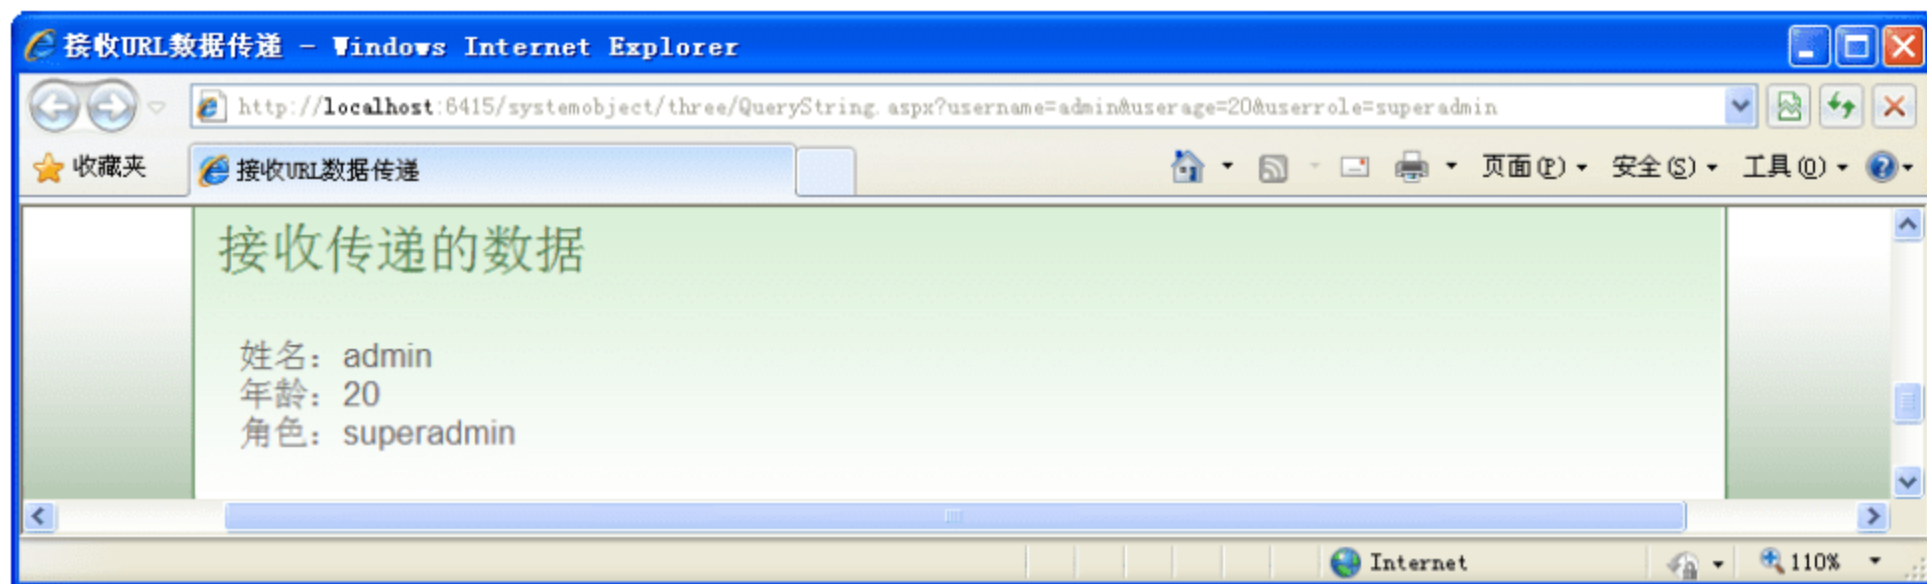 接收URL数据传递 - Windows Internet Explorer
http://localhost:6415/systemobject/three/QueryString.aspx?username=admin&userage=20&userrole=superadmin
收藏夹
接收URL数据传递
页面(P)
安全(S)
工具(O)
接收传递的数据
姓名：admin
年龄：20
角色：superadmin
Internet
110%